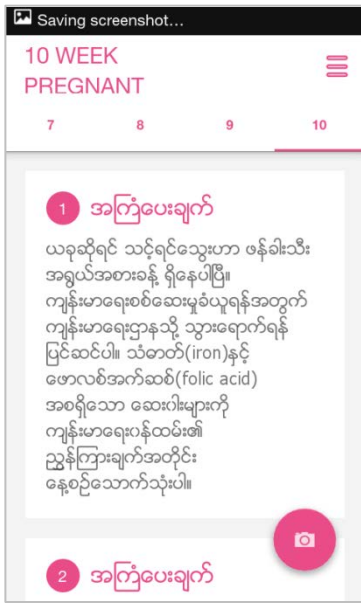 Saving screenshot...
10 WEEK
PREGNANT
7 8 9 10
1 အကြံပေးချက်
ယခုဆိုရင် သင့်ရင်သွေးဟာ ဖန်ခါးသီး
အရွယ်အစားခန့် ရှိနေပါပြီ။
ကျန်းမာရေးစစ်ဆေးမှုခံယူရန်အတွက်
ကျန်းမာရေးဌာနသို့ သွားရောက်ရန်
ပြင်ဆင်ပါ။ သံဓာတ်(iron)နှင့်
ဖောလစ်အက်ဆစ်(folic acid)
အစရှိသော ဆေးဝါးများကို
ကျန်းမာရေးပန်ထမ်း၏
ညွှန်ကြားချက်အတိုင်း
နေ့စဉ်သောက်သုံးပါ။
2 အကြံပေးချက်